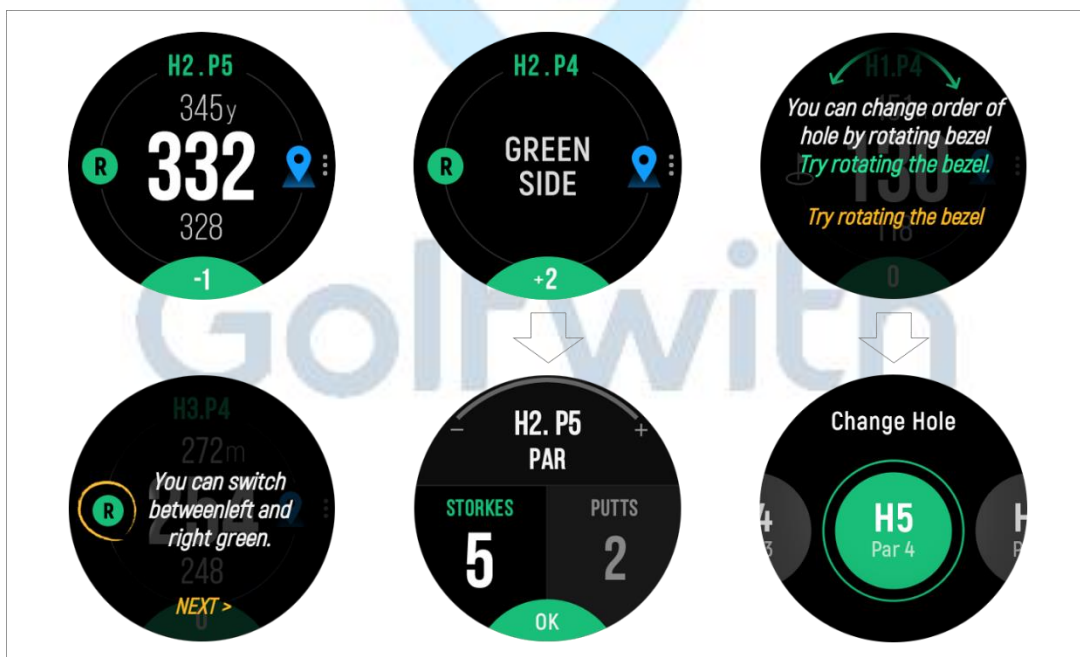 H2 . P5
345y
R
332
328
-1
H2 . P4
R
GREEN
SIDE
+2
H1.P4
You can change order of
hole by rotating bezel
Try rotating the bezel.
Try rotating the bezel
118
0
Golfwith
H3.P4
272m
You can switch
R
betweenleft and
right green.
248
NEXT >
0
H2. P5
PAR
STORKES
PUTTS
5
2
OK
Change Hole
H5
Par 4